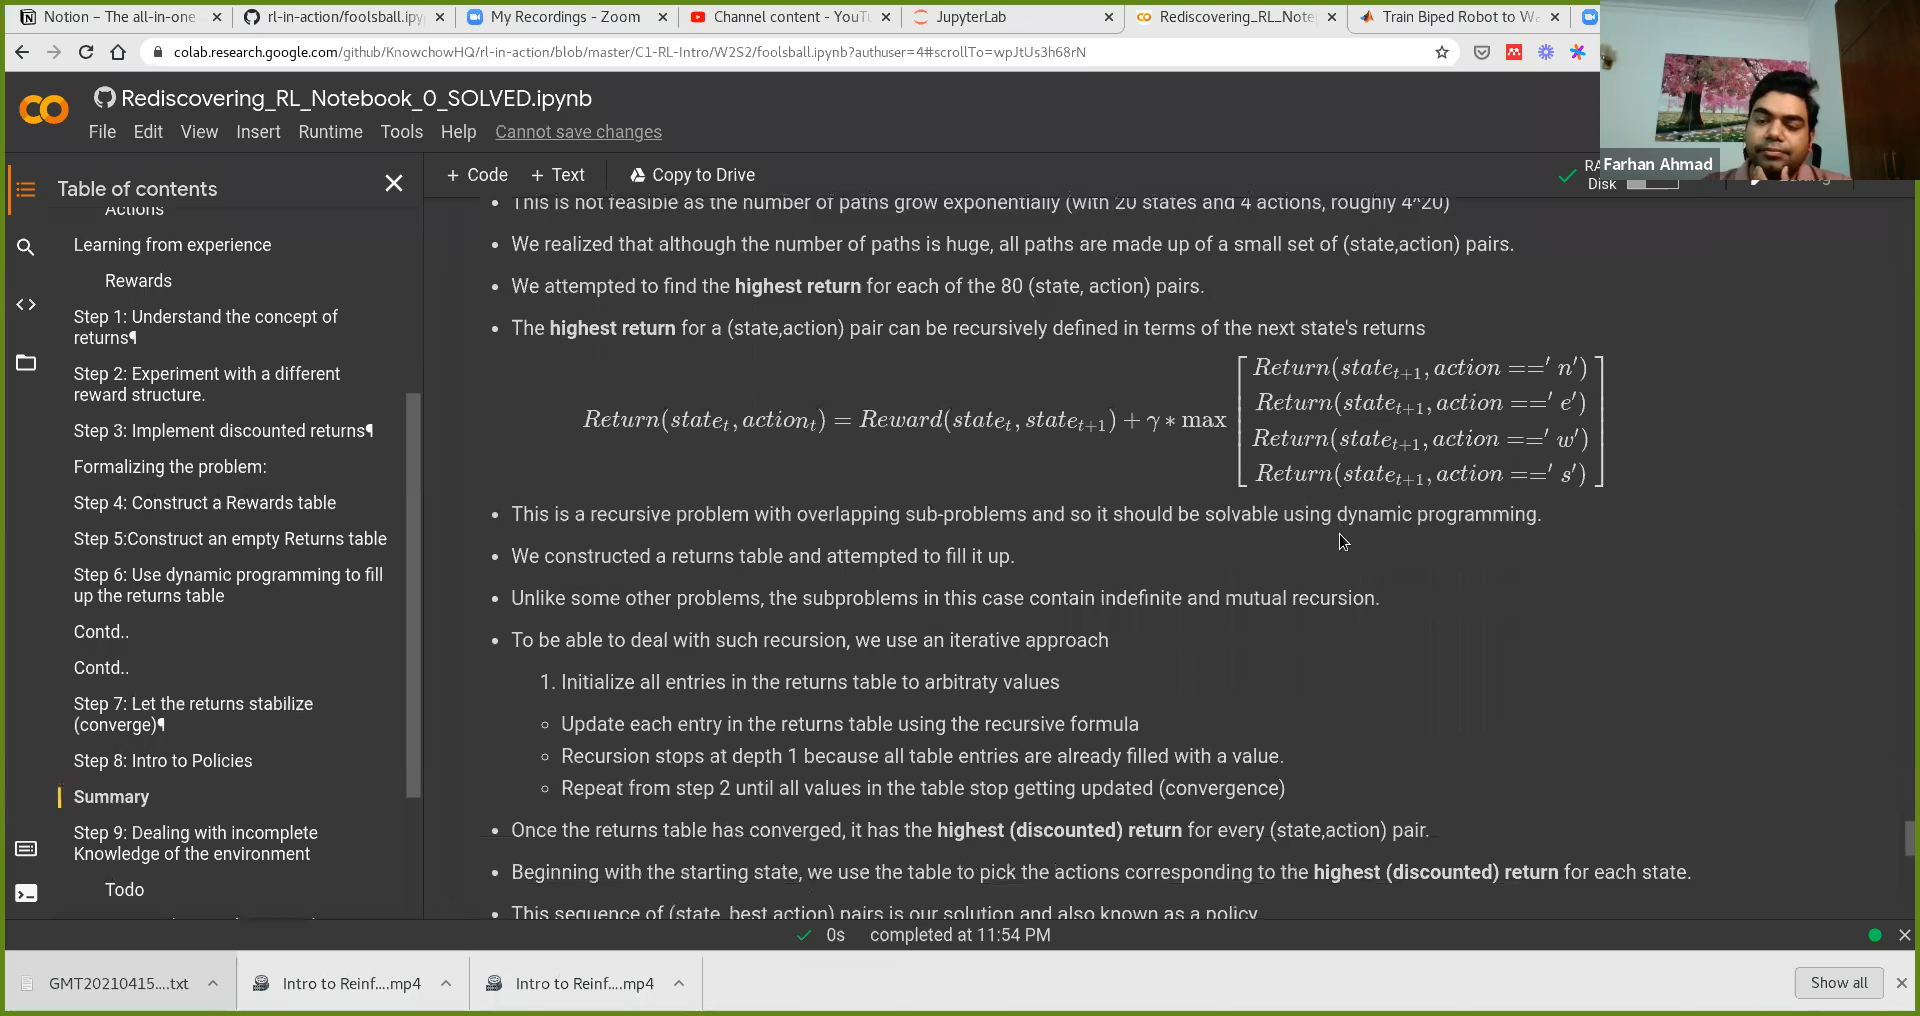 Notion – The all-in-one
rl-in-action/foolsball.ipy
My Recordings - Zoom
Channel content - YouTu
JupyterLab
Rediscovering_RL_Note
Train Biped Robot to Wa
colab.research.google.com/github/KnowchowHQ/rl-in-action/blob/master/C1-RL-Intro/W2S2/foolsball.ipynb?authuser=4#scrollTo=wpJtUs3h68rN
Rediscovering_RL_Notebook_0_SOLVED.ipynb
File Edit View Insert Runtime Tools Help Cannot save changes
Farhan Ahmad
Table of contents
+ Code + Text Copy to Drive
RA
Disk
Actions
Learning from experience
Rewards
Step 1: Understand the concept of
returns¶
Step 2: Experiment with a different
reward structure.
Step 3: Implement discounted returns¶
Formalizing the problem:
Step 4: Construct a Rewards table
Step 5:Construct an empty Returns table
Step 6: Use dynamic programming to fill
up the returns table
Contd..
Contd..
Step 7: Let the returns stabilize
(converge)¶
Step 8: Intro to Policies
Summary
Step 9: Dealing with incomplete
Knowledge of the environment
Todo
• This is not feasible as the number of paths grow exponentially (with 20 states and 4 actions, roughly 4^20)
• We realized that although the number of paths is huge, all paths are made up of a small set of (state,action) pairs.
• We attempted to find the highest return for each of the 80 (state, action) pairs.
• The highest return for a (state,action) pair can be recursively defined in terms of the next state's returns
Return(state_t, action_t) = Reward(state_t, state_{t+1}) + γ * max
[ Return(state_{t+1}, action ==' n')
Return(state_{t+1}, action ==' e')
Return(state_{t+1}, action ==' w')
Return(state_{t+1}, action ==' s') ]
• This is a recursive problem with overlapping sub-problems and so it should be solvable using dynamic programming.
• We constructed a returns table and attempted to fill it up.
• Unlike some other problems, the subproblems in this case contain indefinite and mutual recursion.
• To be able to deal with such recursion, we use an iterative approach
1. Initialize all entries in the returns table to arbitraty values
◦ Update each entry in the returns table using the recursive formula
◦ Recursion stops at depth 1 because all table entries are already filled with a value.
◦ Repeat from step 2 until all values in the table stop getting updated (convergence)
• Once the returns table has converged, it has the highest (discounted) return for every (state,action) pair.
• Beginning with the starting state, we use the table to pick the actions corresponding to the highest (discounted) return for each state.
• This sequence of (state, best action) pairs is our solution and also known as a policy
0s completed at 11:54 PM
GMT20210415....txt
Intro to Reinf....mp4
Intro to Reinf....mp4
Show all